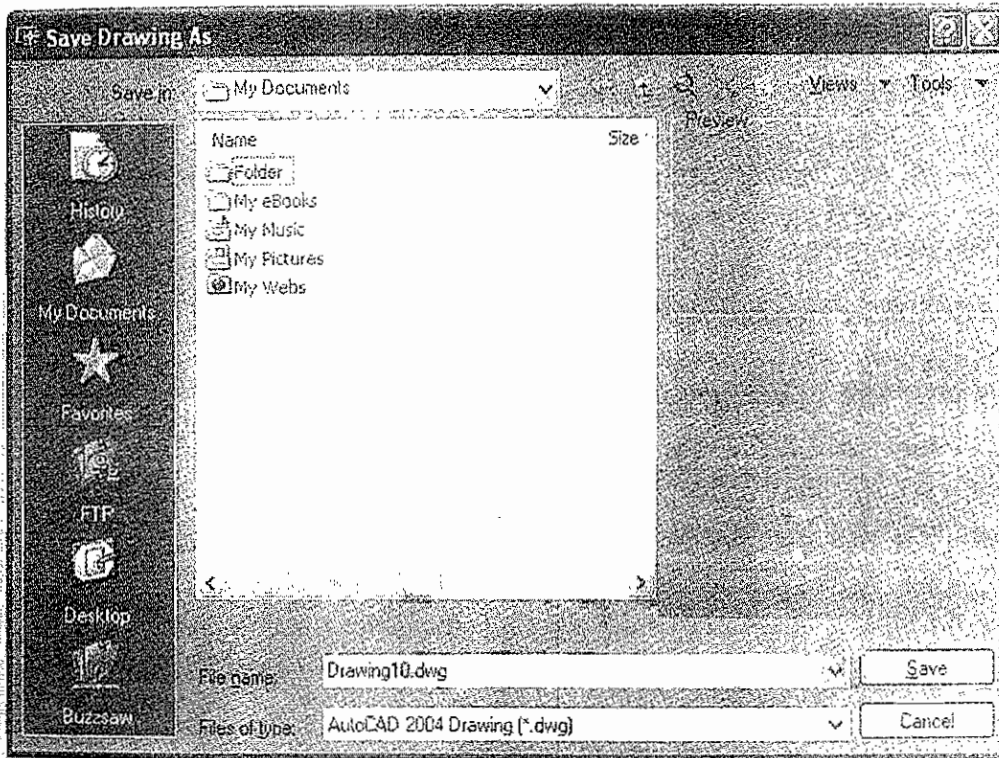 Save Drawing As
Save in: My Documents Views Tools
Preview
Name Size
Folder
My eBooks
My Music
My Pictures
My Webs
History
My Documents
Favorites
FTP
Desktop
Buzzsaw
File name: Drawing10.dwg Save
Files of type: AutoCAD 2004 Drawing (*.dwg) Cancel